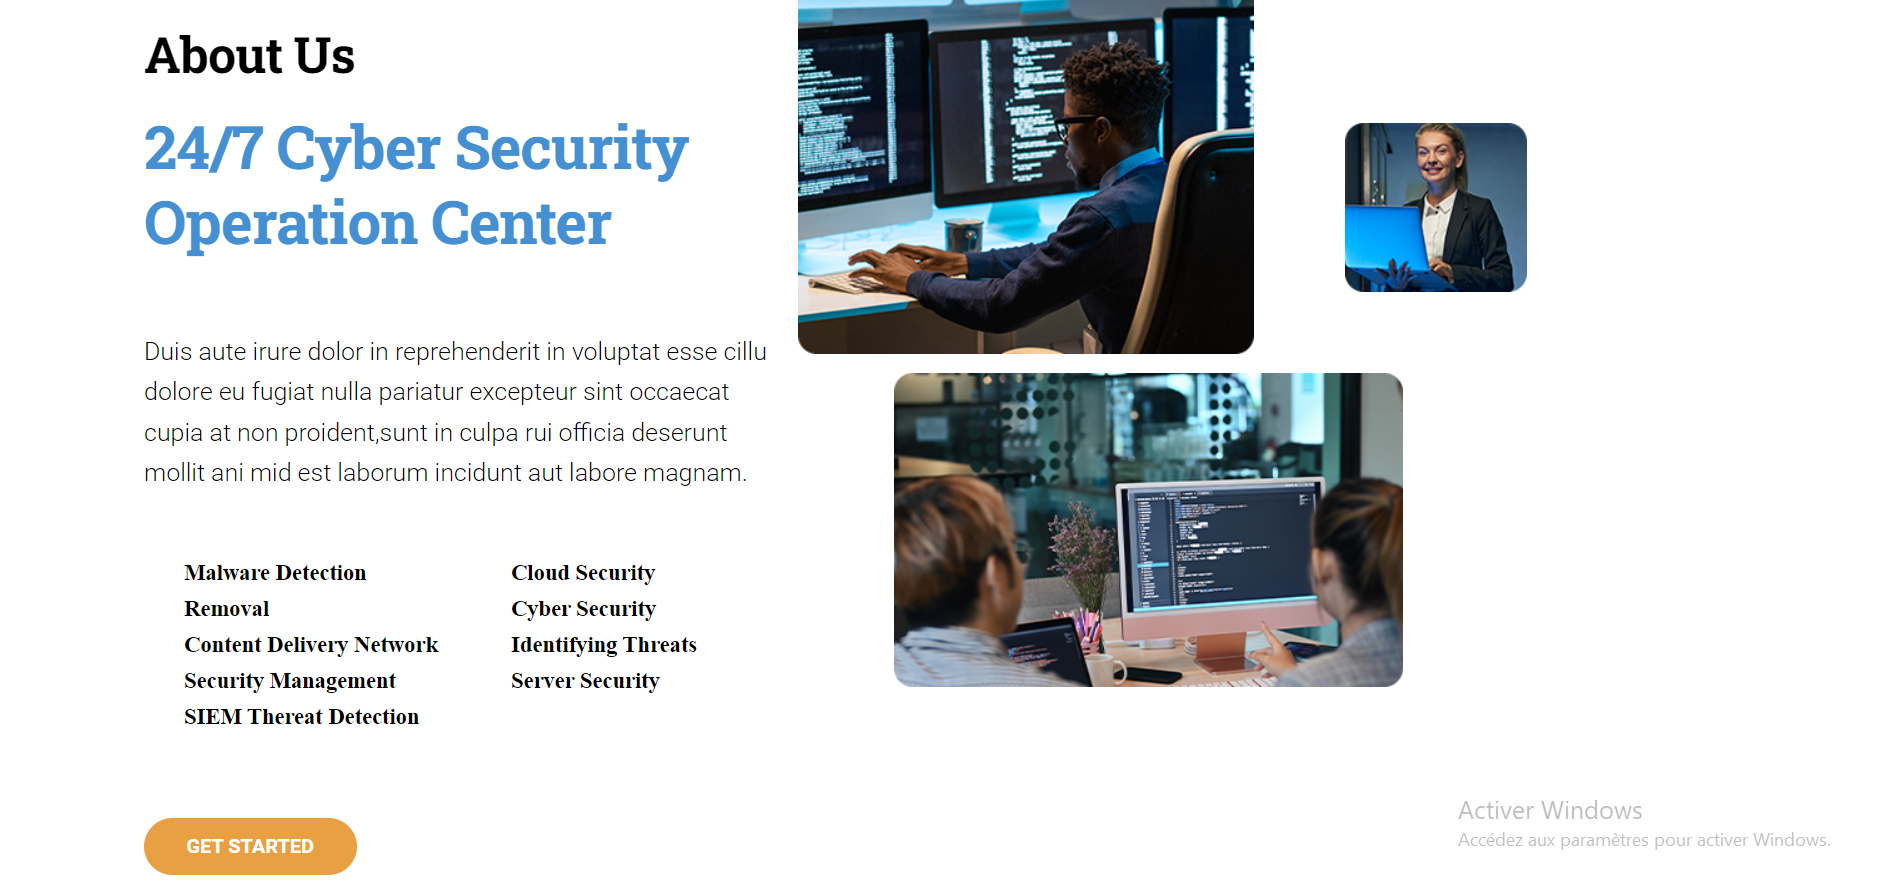 About Us
24/7 Cyber Security
Operation Center
Duis aute irure dolor in reprehenderit in voluptat esse cillu
dolore eu fugiat nulla pariatur excepteur sint occaecat
cupia at non proident,sunt in culpa rui officia deserunt
mollit ani mid est laborum incidunt aut labore magnam.
Malware Detection
Removal
Content Delivery Network
Security Management
SIEM Thereat Detection
Cloud Security
Cyber Security
Identifying Threats
Server Security
GET STARTED
Activer Windows
Accédez aux paramètres pour activer Windows.